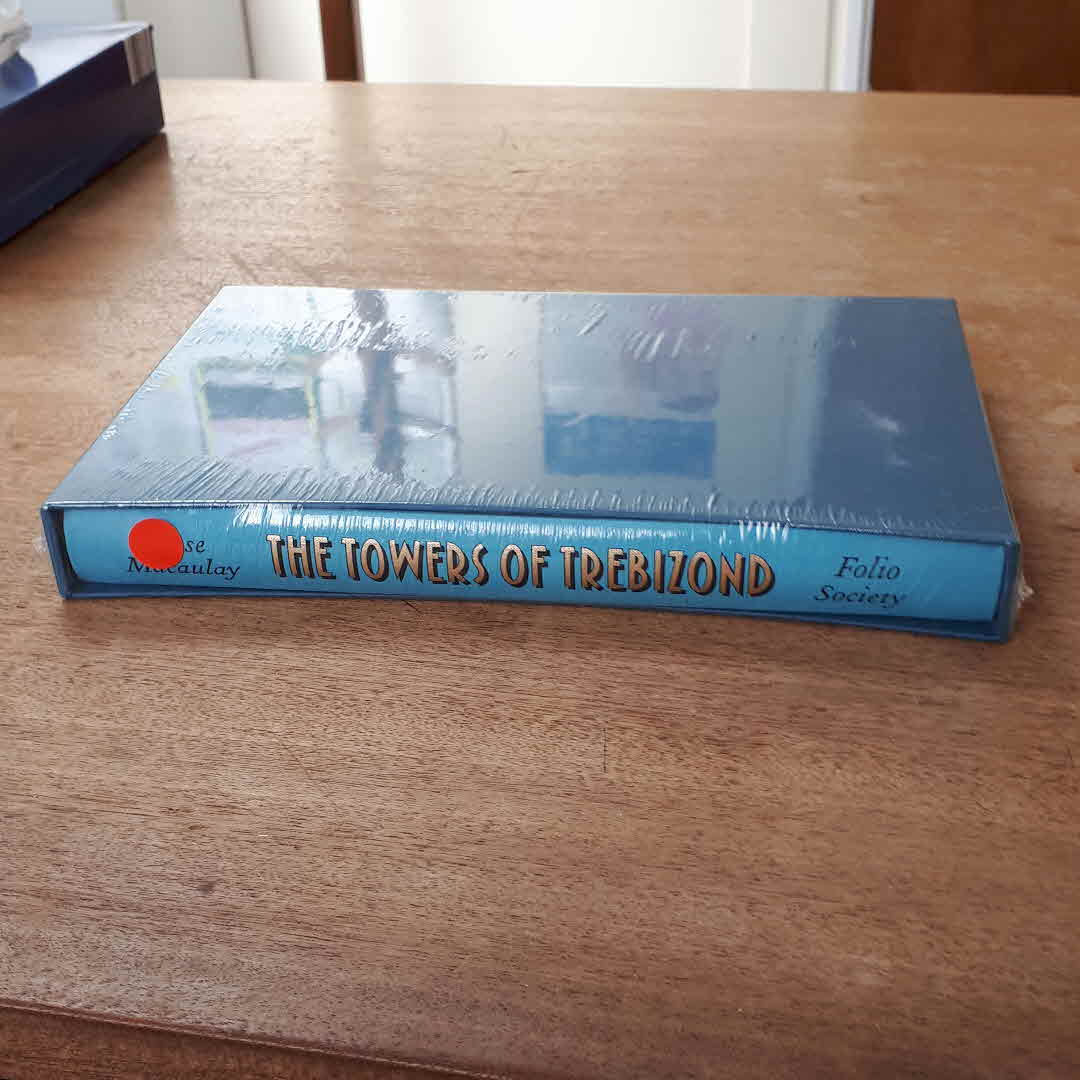 Macaulay
THE TOWERS OF TREBIZOND
Folio
Society